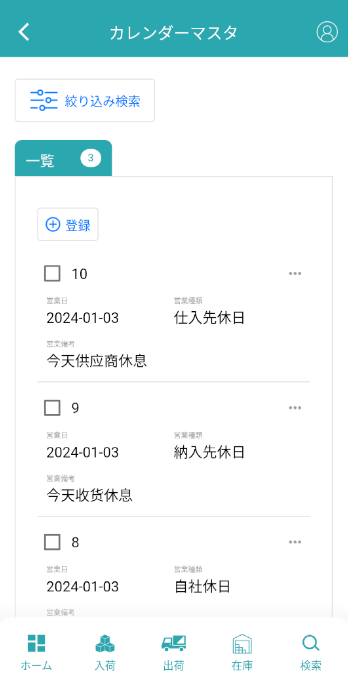 カレンダーマスタ
絞り込み検索
一覧 3
登録
10
営業日 営業種類
2024-01-03 仕入先休日
営業備考
今天供应商休息
9
営業日 営業種類
2024-01-03 納入先休日
営業備考
今天收货休息
8
営業日 営業種類
2024-01-03 自社休日
営業備考
ホーム 入荷 出荷 在庫 検索